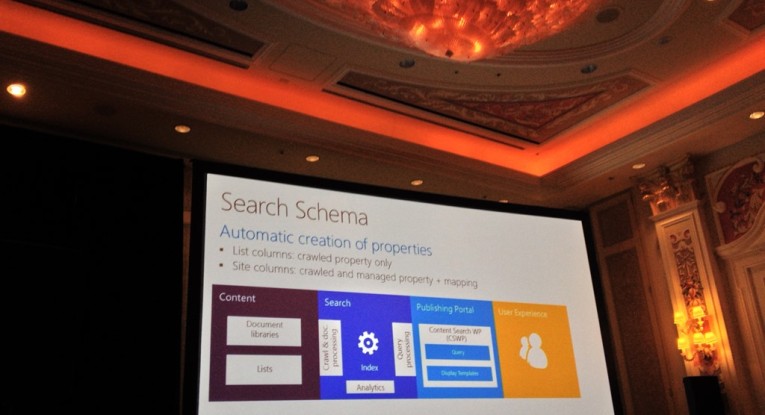 Search Schema
Automatic creation of properties
• List columns: crawled property only
• Site columns: crawled and managed property + mapping
Content
Document
libraries
Lists
Search
Crawl & doc
processing
Index
Analytics
Query
processing
Publishing Portal
Content Search WP
(CSWP)
Query
Display Templates
User Experience